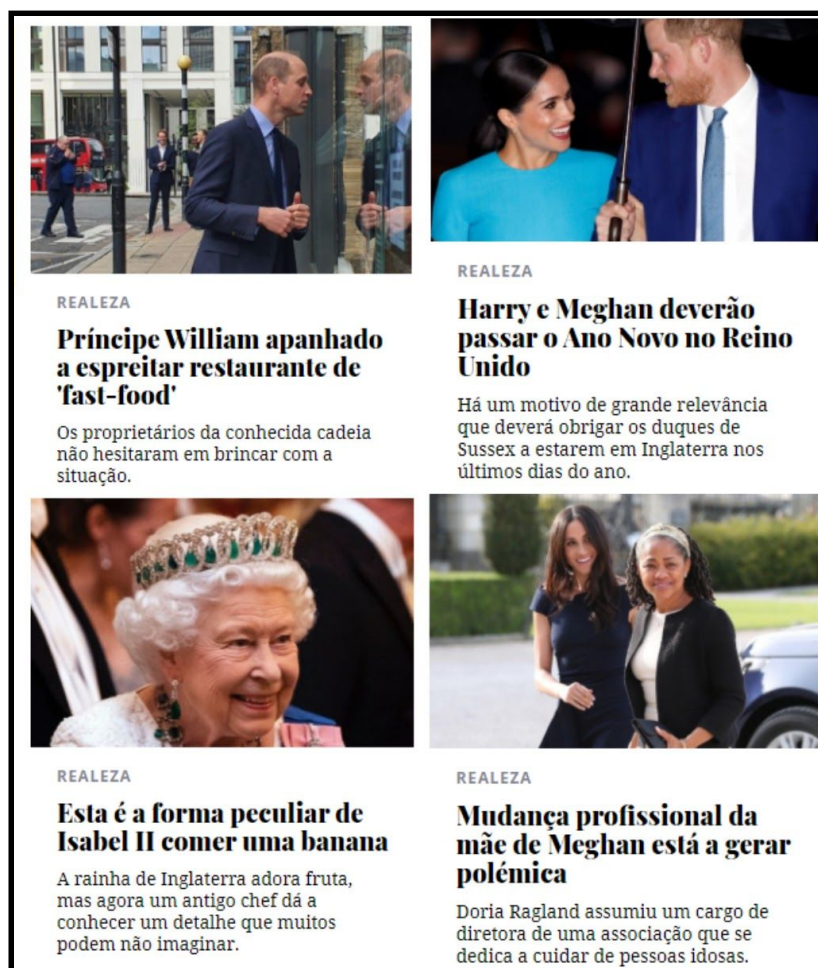 REALEZA
Príncipe William apanhado
a espreitar restaurante de
'fast-food'
Os proprietários da conhecida cadeia
não hesitaram em brincar com a
situação.
REALEZA
Harry e Meghan deverão
passar o Ano Novo no Reino
Unido
Há um motivo de grande relevância
que deverá obrigar os duques de
Sussex a estarem em Inglaterra nos
últimos dias do ano.
REALEZA
Esta é a forma peculiar de
Isabel II comer uma banana
A rainha de Inglaterra adora fruta,
mas agora um antigo chef dá a
conhecer um detalhe que muitos
podem não imaginar.
REALEZA
Mudança profissional da
mãe de Meghan está a gerar
polémica
Doria Ragland assumiu um cargo de
diretora de uma associação que se
dedica a cuidar de pessoas idosas.